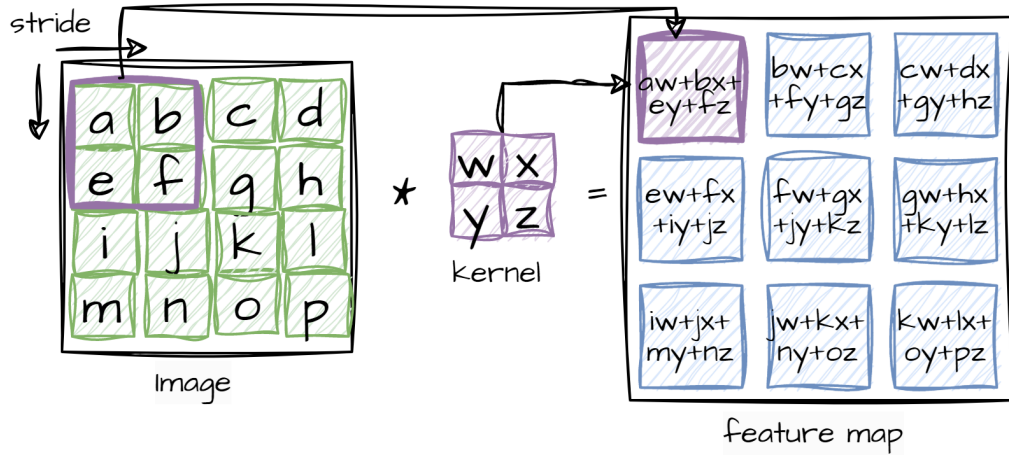 stride
a b c d
e f g h
i j k l
m n o p
Image
*
w x
y z
kernel
=
aw+bx+
ey+fz
bw+cx
+fy+gz
cw+dx
+gy+hz
ew+fx
+iy+jz
fw+gx
+jy+kz
gw+hx
+ky+lz
iw+jx+
my+nz
jw+kx+
ny+oz
kw+lx+
oy+pz
feature map